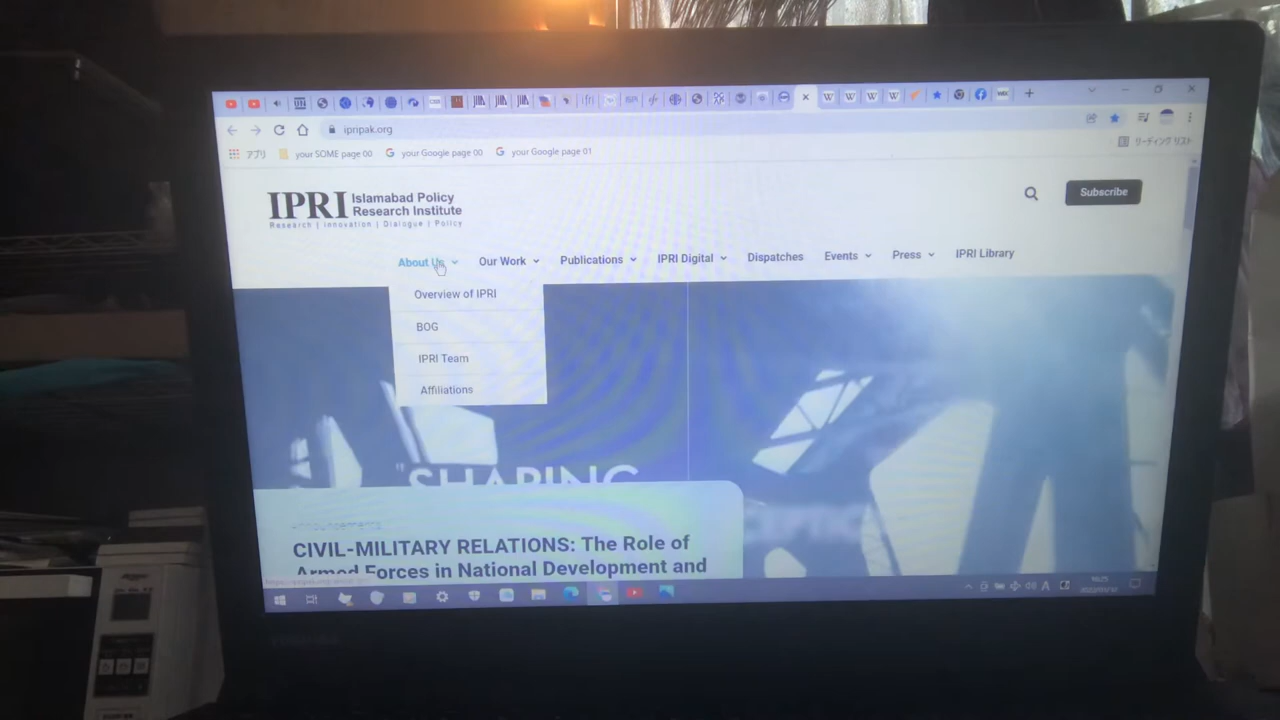 ipripak.org
アプリ your SOME page 00 your Google page 00 your Google page 01 リーディング リスト
IPRI Islamabad Policy
Research Institute
Research | Innovation | Dialogue | Policy
Subscribe
About Us Our Work Publications IPRI Digital Dispatches Events Press IPRI Library
Overview of IPRI
BOG
IPRI Team
Affiliations
"SHAPING
CIVIL-MILITARY RELATIONS: The Role of
Armed Forces in National Development and